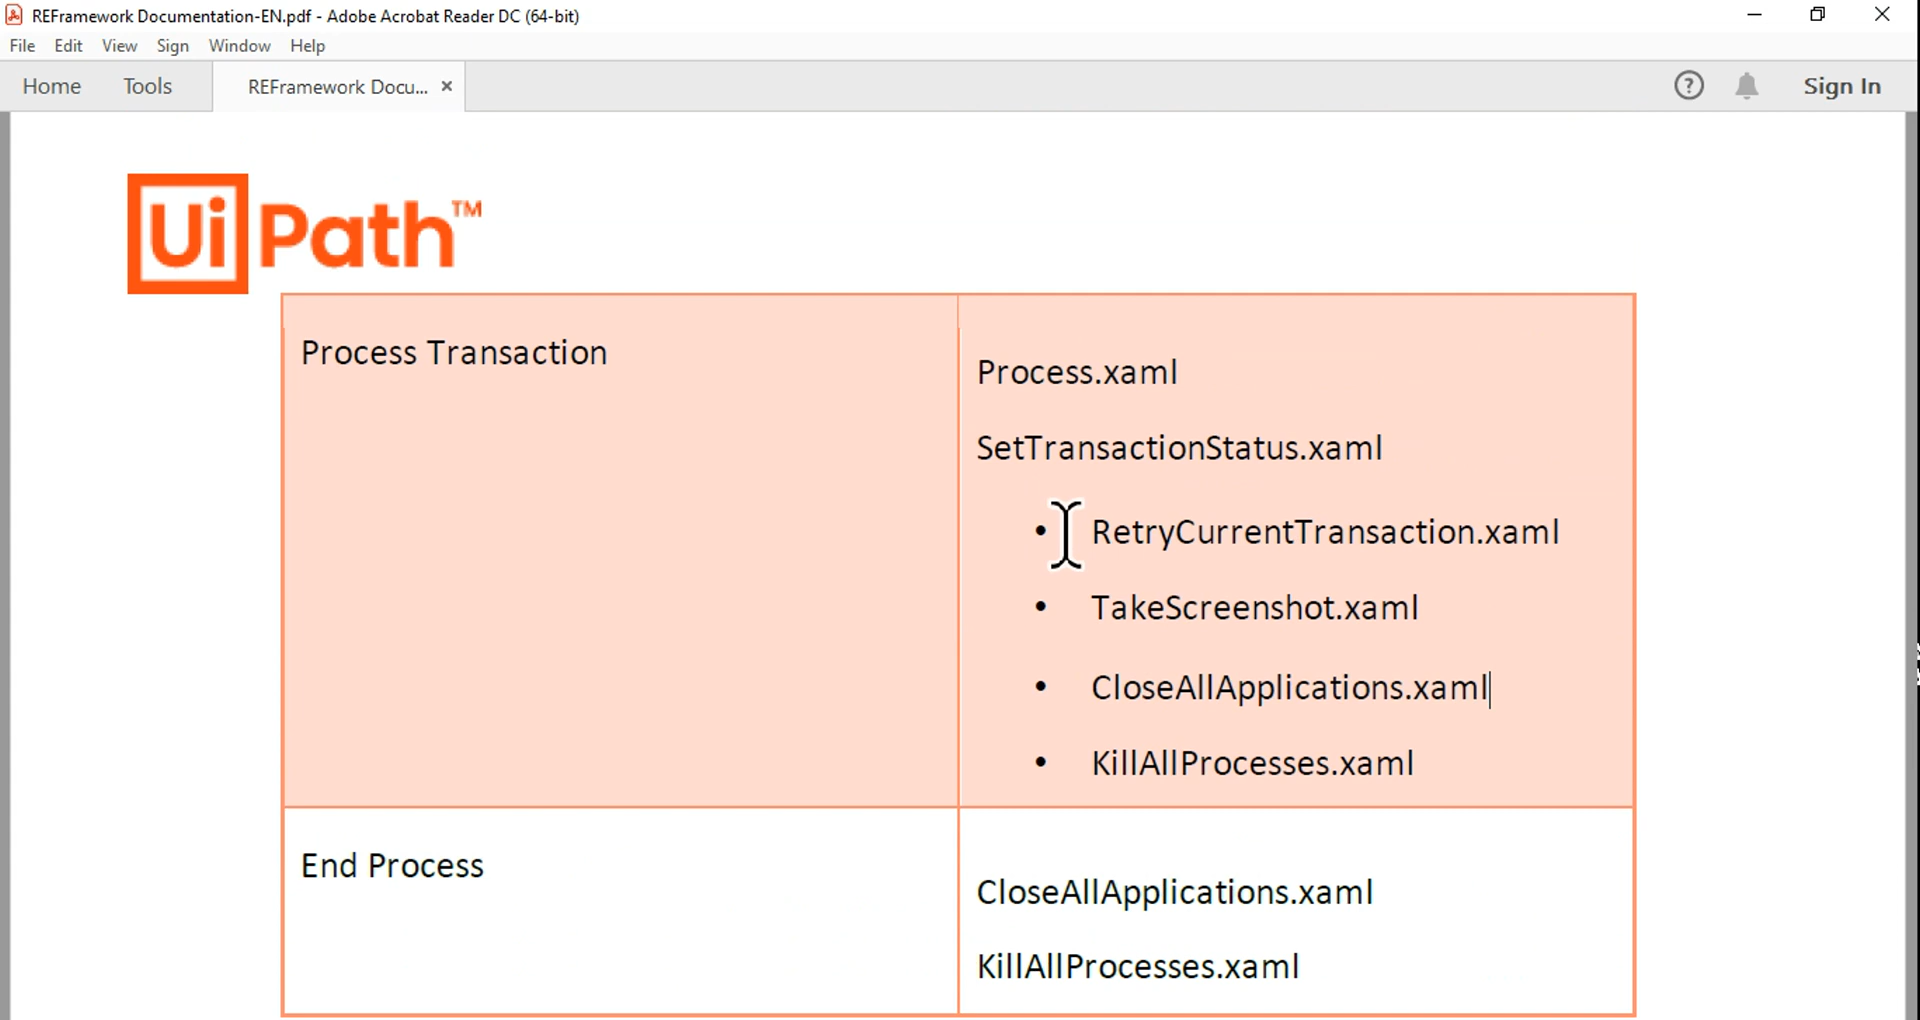 REFramework Documentation-EN.pdf - Adobe Acrobat Reader DC (64-bit)
File Edit View Sign Window Help
Home Tools REFramework Docu... × Sign In
UiPath™
Process Transaction
Process.xaml
SetTransactionStatus.xaml
• RetryCurrentTransaction.xaml
• TakeScreenshot.xaml
• CloseAllApplications.xaml
• KillAllProcesses.xaml
End Process
CloseAllApplications.xaml
KillAllProcesses.xaml